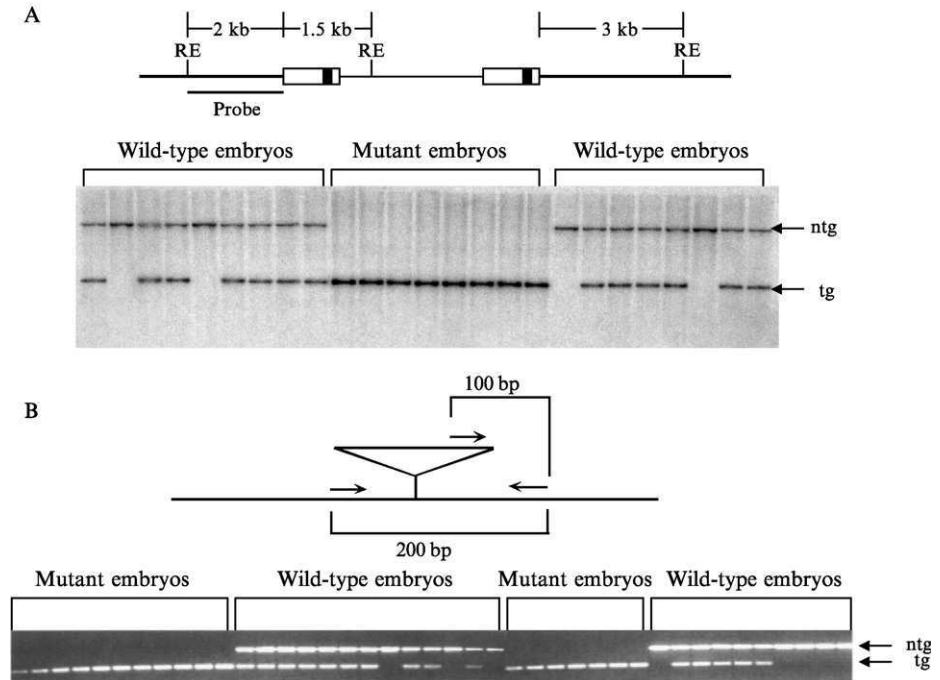 A
2 kb 1.5 kb 3 kb
RE RE RE
Probe
Wild-type embryos Mutant embryos Wild-type embryos
ntg
tg
B
100 bp
200 bp
Mutant embryos Wild-type embryos Mutant embryos Wild-type embryos
ntg
tg